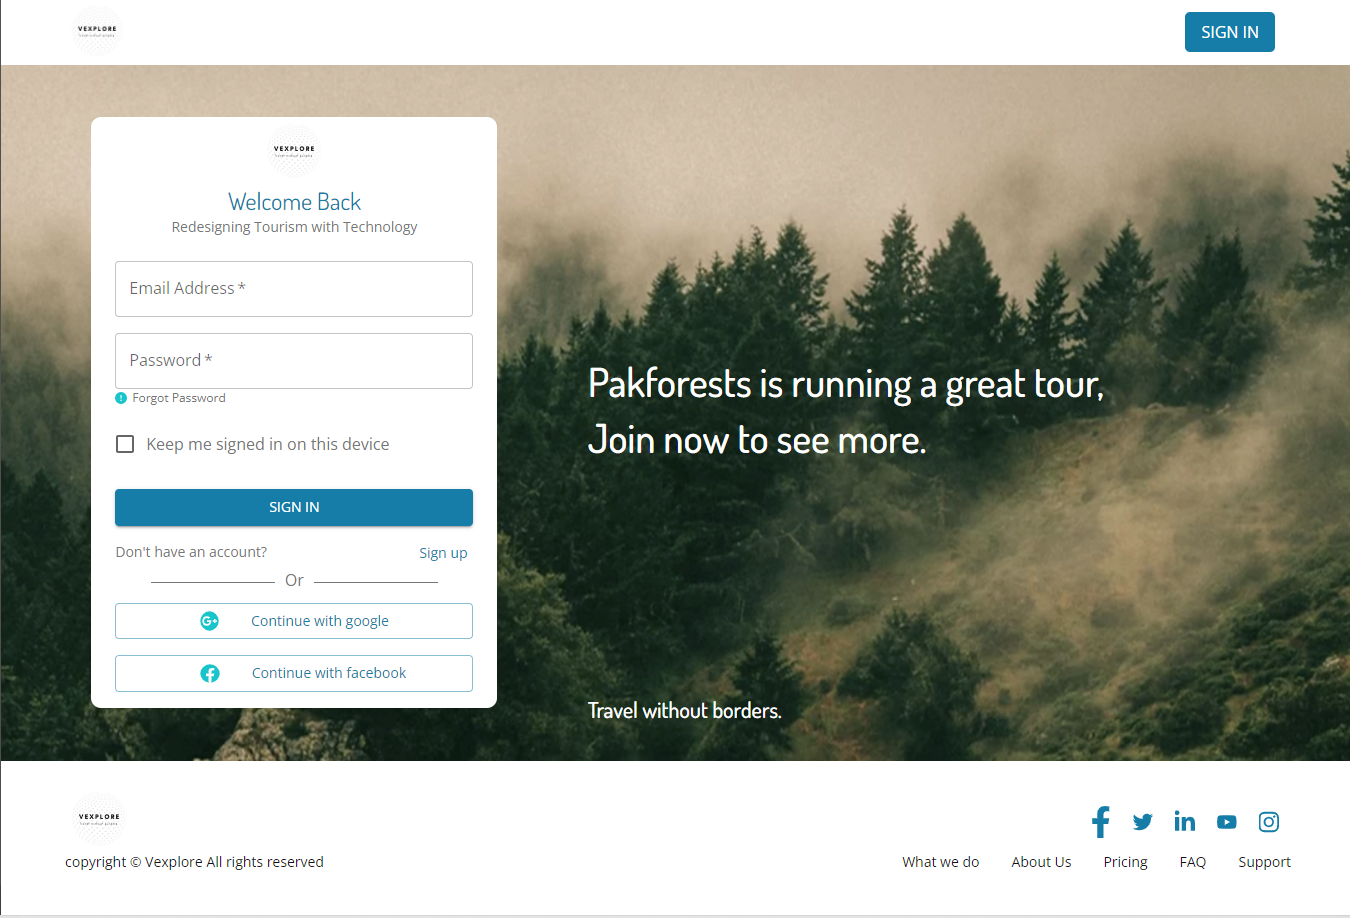 VEXPLORE
SIGN IN
VEXPLORE
Welcome Back
Redesigning Tourism with Technology
Email Address *
Password *
Forgot Password
Keep me signed in on this device
SIGN IN
Don't have an account? Sign up
Or
Continue with google
Continue with facebook
Pakforests is running a great tour,
Join now to see more.
Travel without borders.
VEXPLORE
copyright © Vexplore All rights reserved
What we do About Us Pricing FAQ Support